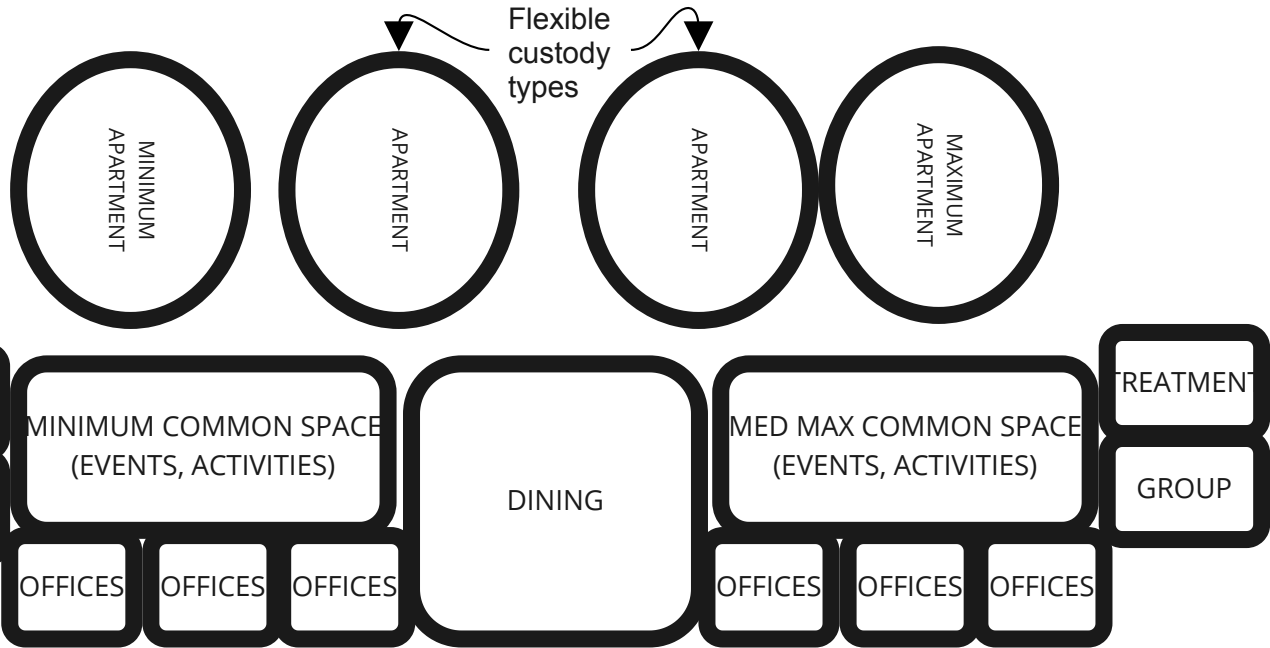 Flexible
custody
types
MINIMUM
APARTMENT
APARTMENT
APARTMENT
MAXIMUM
APARTMENT
MINIMUM COMMON SPACE
(EVENTS, ACTIVITIES)
DINING
MED MAX COMMON SPACE
(EVENTS, ACTIVITIES)
TREATMENT
GROUP
OFFICES
OFFICES
OFFICES
OFFICES
OFFICES
OFFICES